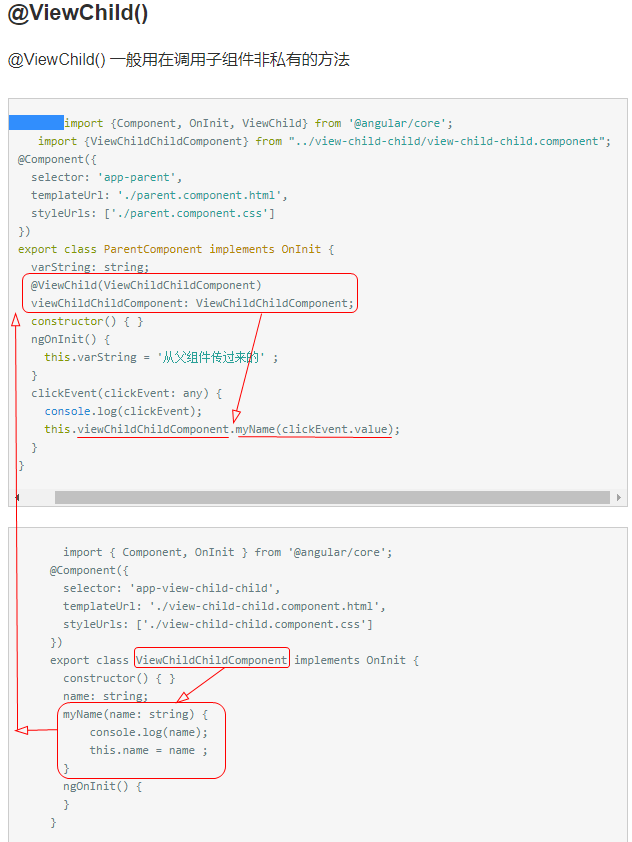 @ViewChild()
@ViewChild() 一般用在调用子组件非私有的方法
import {Component, OnInit, ViewChild} from '@angular/core';
import {ViewChildChildComponent} from "../view-child-child/view-child-child.component";
@Component({
selector: 'app-parent',
templateUrl: './parent.component.html',
styleUrls: ['./parent.component.css']
})
export class ParentComponent implements OnInit {
varString: string;
@ViewChild(ViewChildChildComponent)
viewChildChildComponent: ViewChildChildComponent;
constructor() { }
ngOnInit() {
this.varString = '从父组件传过来的' ;
}
clickEvent(clickEvent: any) {
console.log(clickEvent);
this.viewChildChildComponent.myName(clickEvent.value);
}
}
import { Component, OnInit } from '@angular/core';
@Component({
selector: 'app-view-child-child',
templateUrl: './view-child-child.component.html',
styleUrls: ['./view-child-child.component.css']
})
export class ViewChildChildComponent implements OnInit {
constructor() { }
name: string;
myName(name: string) {
console.log(name);
this.name = name ;
}
ngOnInit() {
}
}